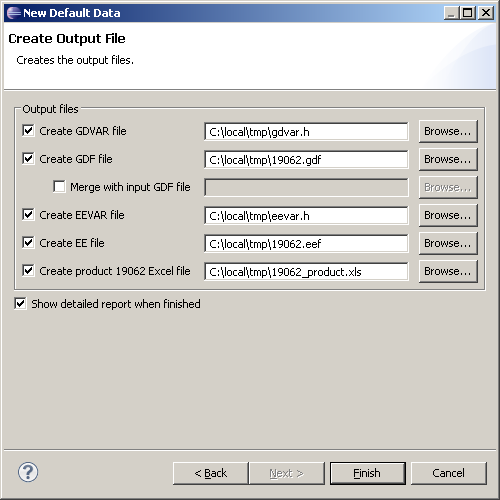 New Default Data
Create Output File
Creates the output files.
Output files
Create GDVAR file C:\local\tmp\gdvar.h Browse...
Create GDF file C:\local\tmp\19062.gdf Browse...
Merge with input GDF file Browse...
Create EEVAR file C:\local\tmp\eevar.h Browse...
Create EE file C:\local\tmp\19062.eef Browse...
Create product 19062 Excel file C:\local\tmp\19062_product.xls Browse...
Show detailed report when finished
? < Back Next > Finish Cancel